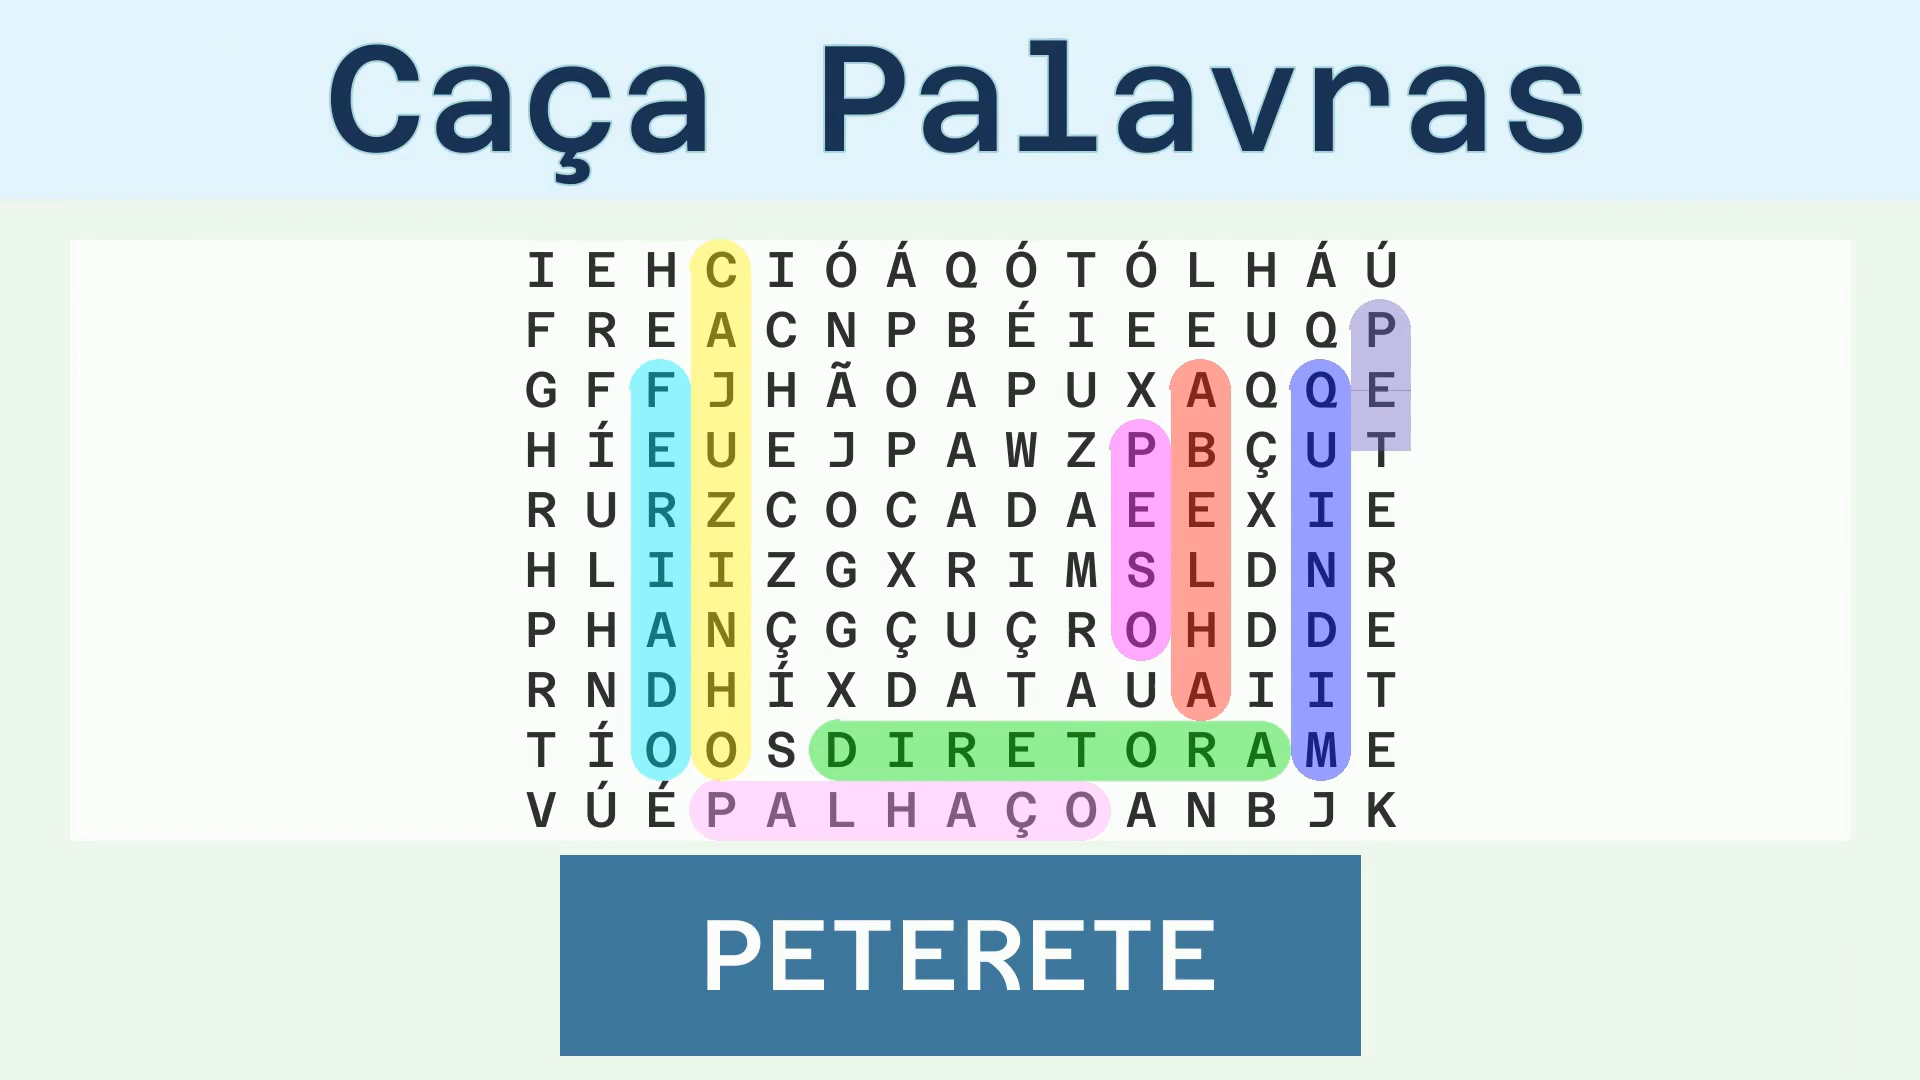 Caça Palavras
I E H C I Ó Á Q Ó T Ó L H Á Ú
F R E A C N P B É I E E U Q P
G F F J H Ã O A P U X A Q Q E
H Í E U E J P A W Z P B Ç U T
R U R Z C O C A D A E E X I E
H L I I Z G X R I M S L D N R
P H A N Ç G Ç U Ç R O H D D E
R N D H Í X D A T A U A I I T
T Í O O S D I R E T O R A M E
V Ú É P A L H A Ç O A N B J K
PETERETE